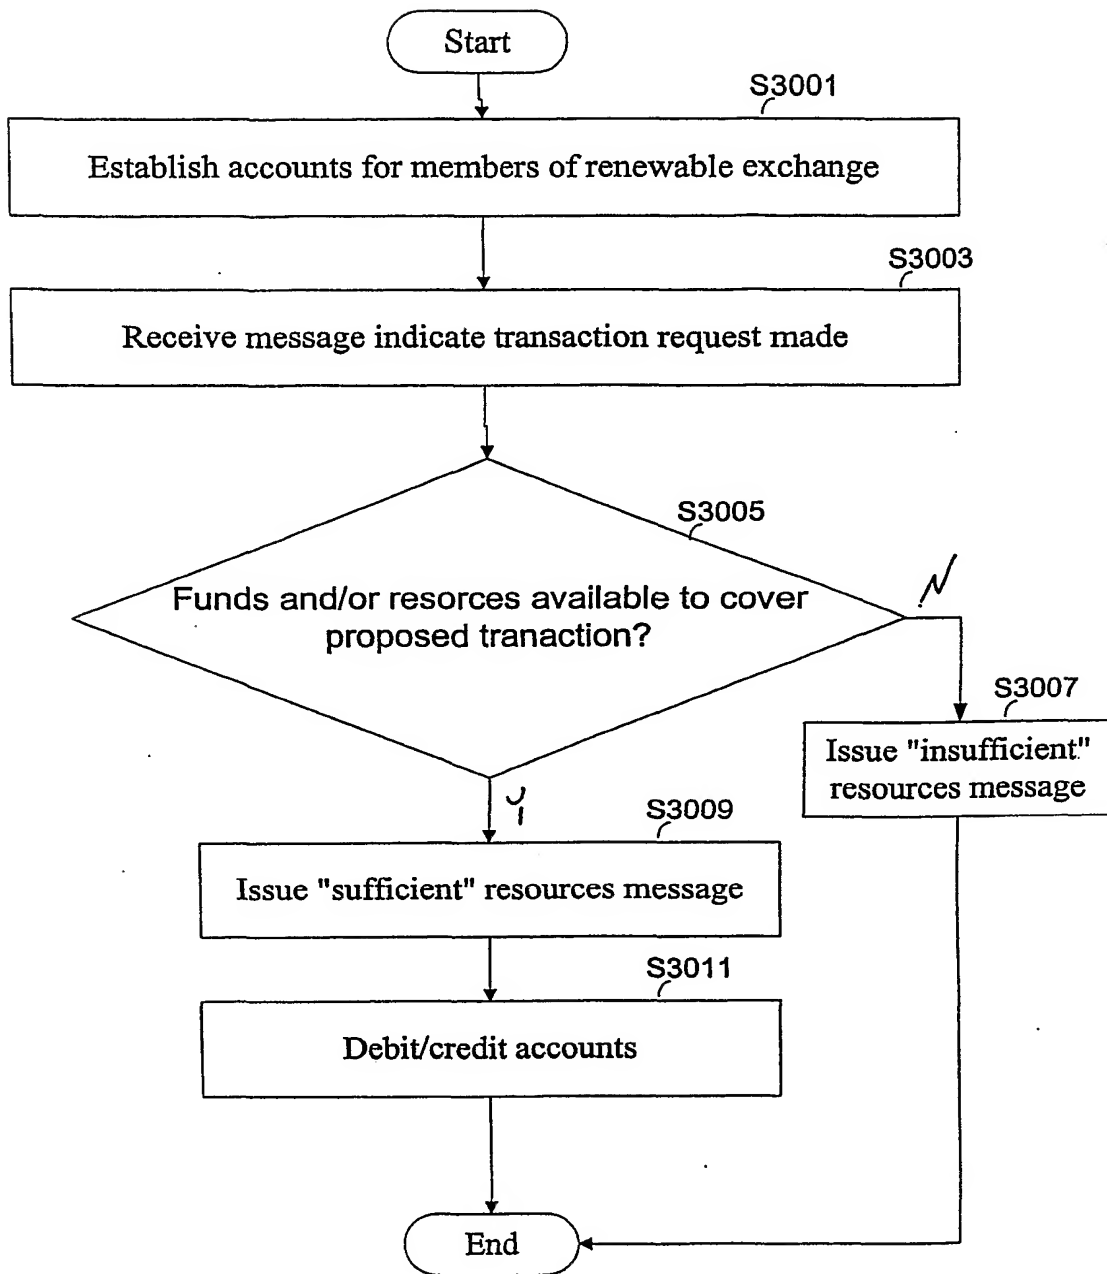 Start
S3001
Establish accounts for members of renewable exchange
S3003
Receive message indicate transaction request made
S3005
Funds and/or resorces available to cover
proposed tranaction?
N
S3007
Issue "insufficient"
resources message
Y
S3009
Issue "sufficient" resources message
S3011
Debit/credit accounts
End